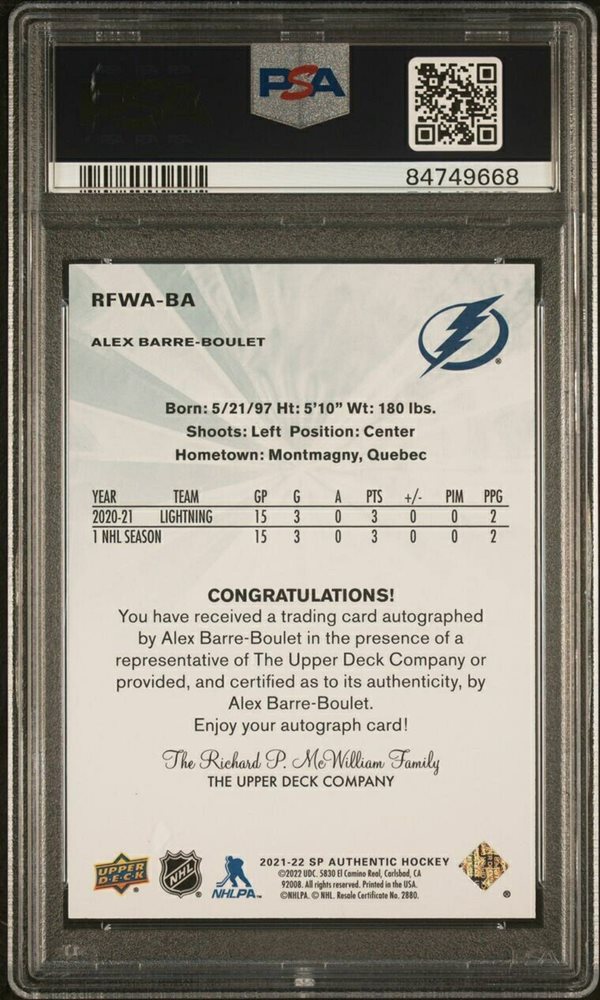 PSA
84749668
RFWA-BA
ALEX BARRE-BOULET
Born: 5/21/97 Ht: 5'10" Wt: 180 lbs.
Shoots: Left Position: Center
Hometown: Montmagny, Quebec
YEAR TEAM GP G A PTS +/- PIM PPG
2020-21 LIGHTNING 15 3 0 3 0 0 2
1 NHL SEASON 15 3 0 3 0 0 2
CONGRATULATIONS!
You have received a trading card autographed
by Alex Barre-Boulet in the presence of a
representative of The Upper Deck Company or
provided, and certified as to its authenticity, by
Alex Barre-Boulet.
Enjoy your autograph card!
The Richard P. McWilliam Family
THE UPPER DECK COMPANY
UPPER
D·E·C·K
NHL
NHLPA
2021-22 SP AUTHENTIC HOCKEY
©2022 UDC. 5830 El Camino Real, Carlsbad, CA
92008. All rights reserved. Printed in the USA.
©NHLPA. © NHL. Resale Certificate No. 2880.